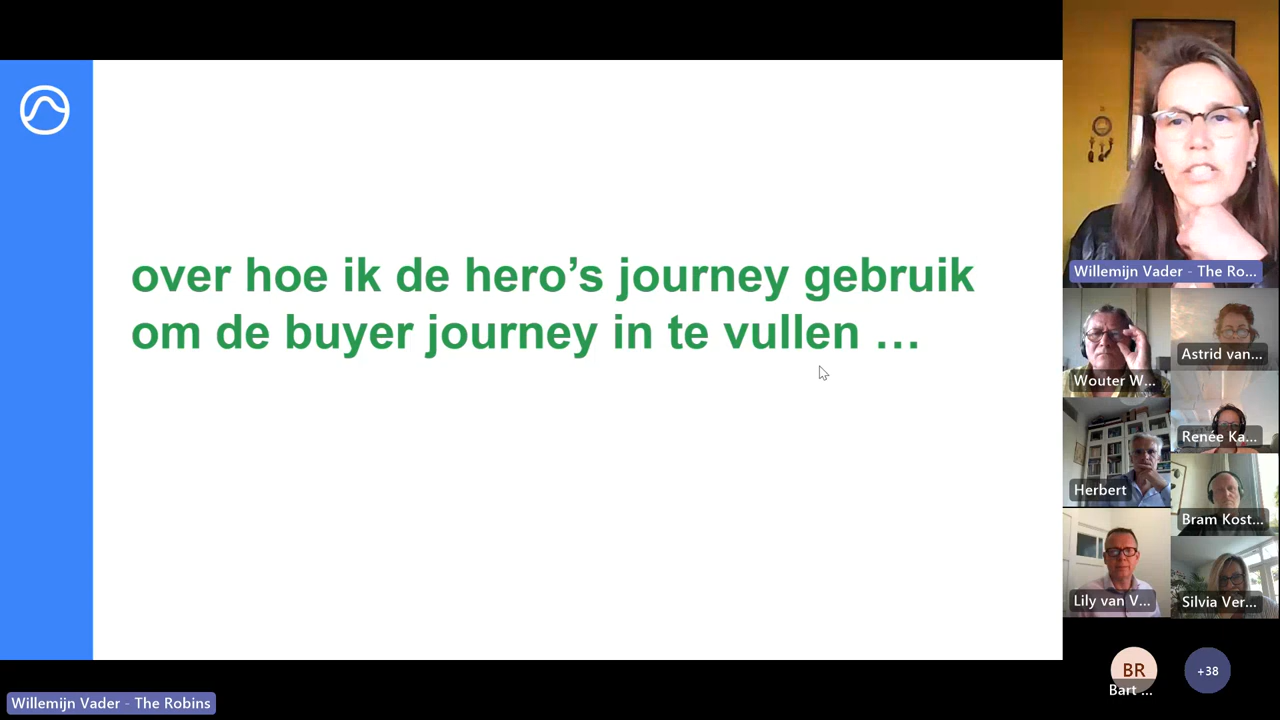 over hoe ik de hero’s journey gebruik
om de buyer journey in te vullen …
Willemijn Vader - The Ro...
Wouter W...
Astrid van...
Renée Ka...
Herbert
Bram Kost...
Lily van V...
Silvia Ver...
BR
Bart ...
+38
Willemijn Vader - The Robins